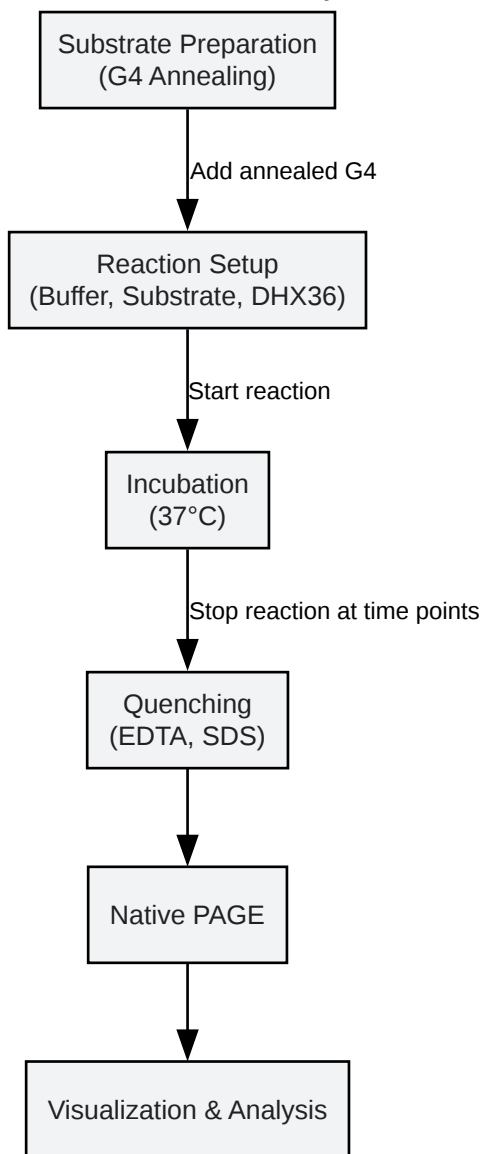 Substrate Preparation
(G4 Annealing)
Add annealed G4
Reaction Setup
(Buffer, Substrate, DHX36)
Start reaction
Incubation
(37°C)
Stop reaction at time points
Quenching
(EDTA, SDS)
Native PAGE
Visualization & Analysis